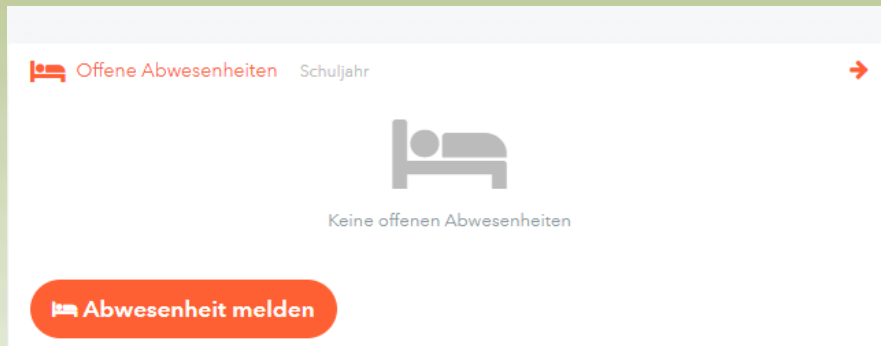 Offene Abwesenheiten Schuljahr
Keine offenen Abwesenheiten
Abwesenheit melden